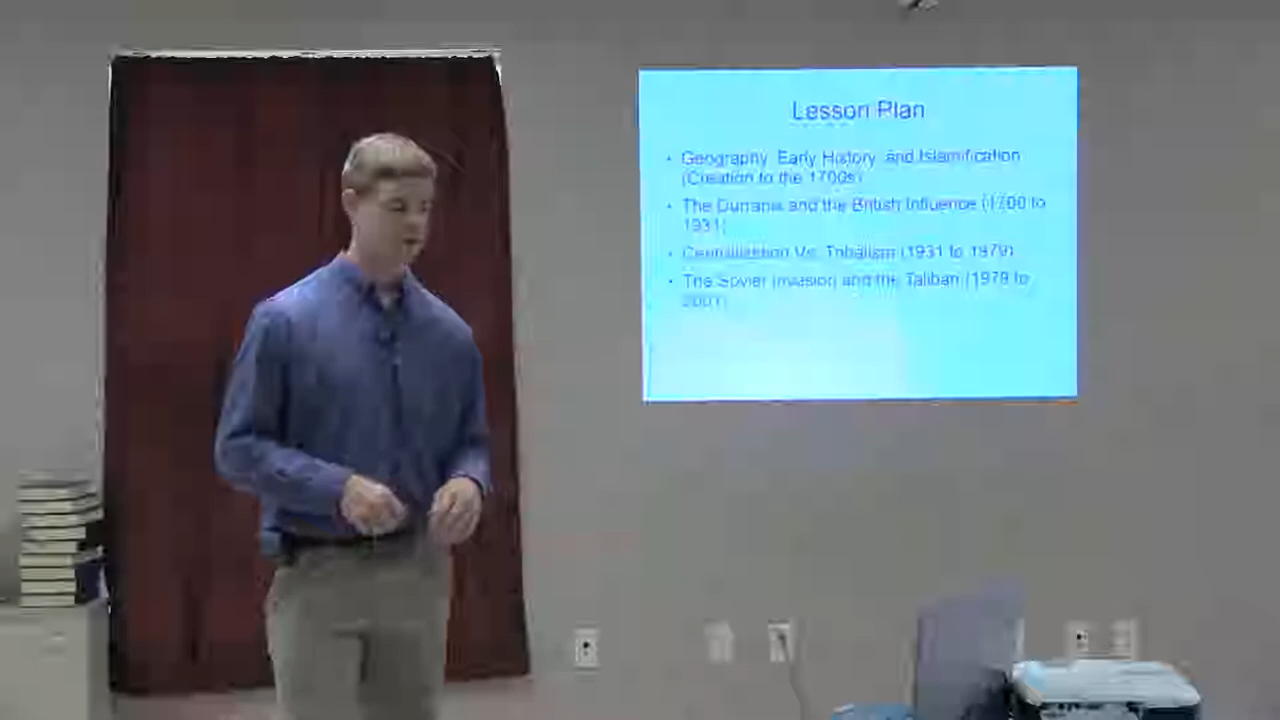 Lesson Plan
• Geography, Early History, and Islamification
(Creation to the 1700s)
• The Durranis and the British Influence (1700 to
1931)
• Centralization Vs. Tribalism (1931 to 1979)
• The Soviet Invasion and the Taliban (1979 to
2001)